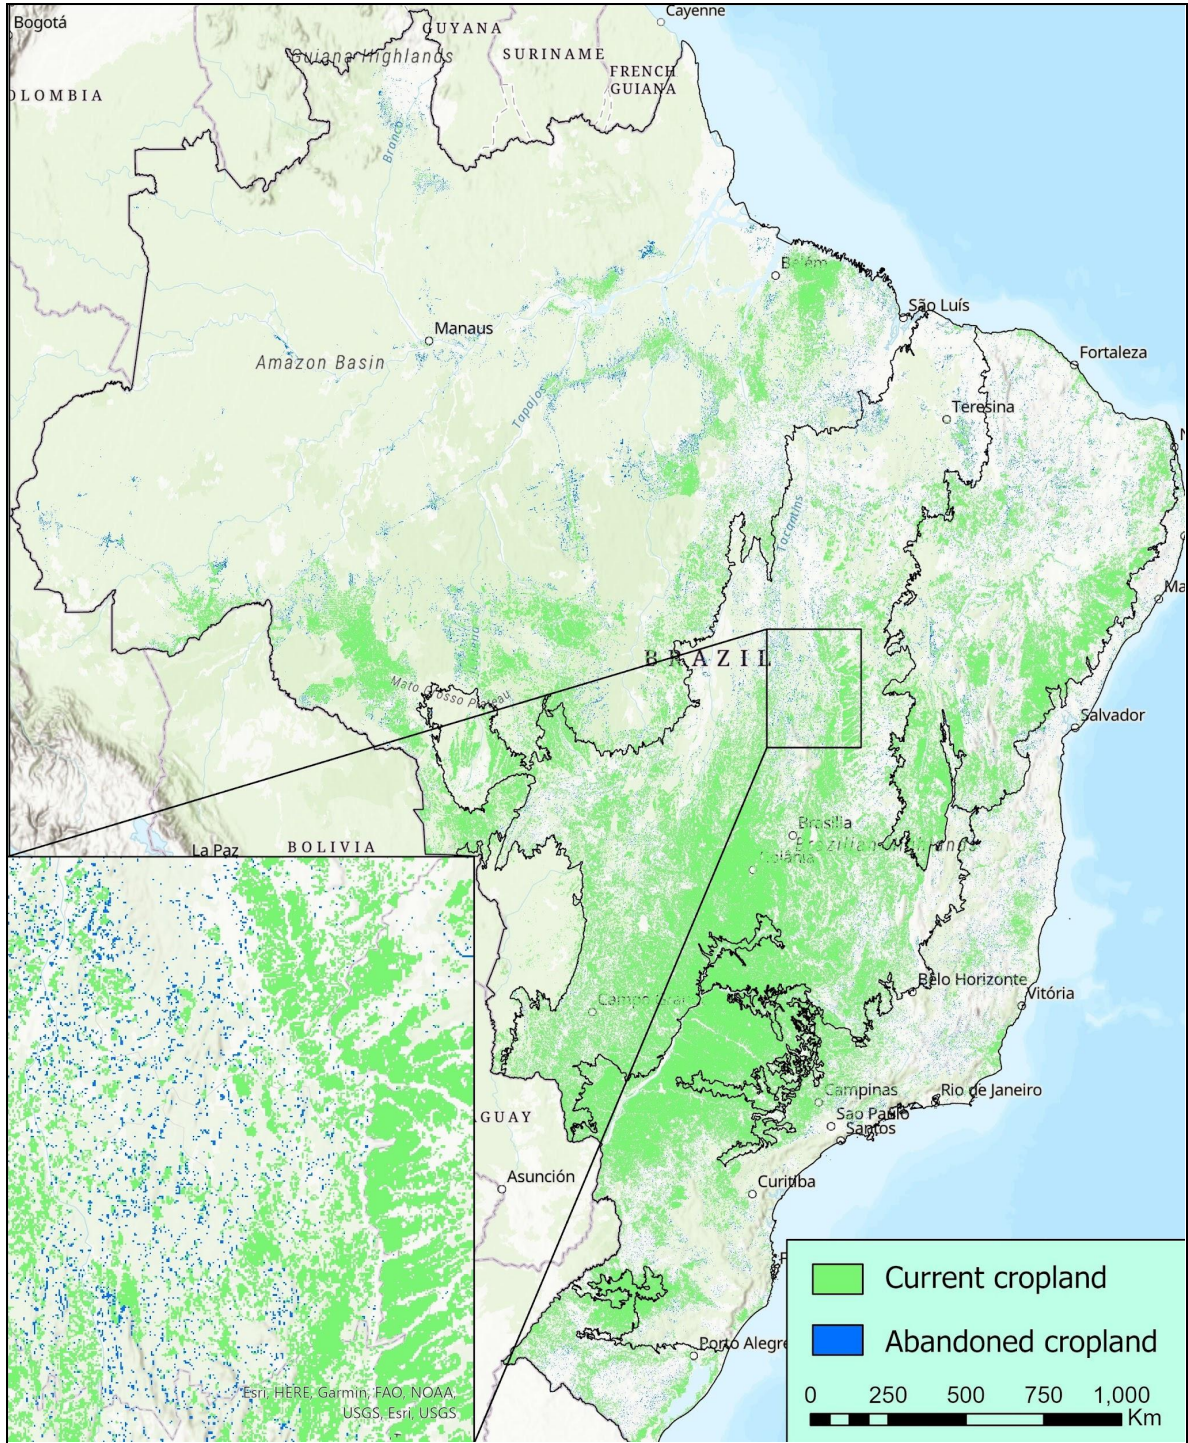 Bogotá
Cayenne
GUYANA
SURINAME
FRENCH
GUIANA
Guiana Highlands
OLOMBIA
Branco
Belém
São Luís
Manaus
Amazon Basin
Fortaleza
Tapajós
Teresina
N
Tocantins
Ma
BRAZIL
Mato Grosso Plateau
Salvador
Brasília
Brazilian Highlands
La Paz
BOLIVIA
Goiânia
Belo Horizonte
Vitória
Campo Gra
Campinas
Rio de Janeiro
São Paulo
Santos
GUAY
Asunción
Curitiba
P
Porto Alegre
Current cropland
Abandoned cropland
0 250 500 750 1,000
Km
Esri, HERE, Garmin, FAO, NOAA,
USGS, Esri, USGS